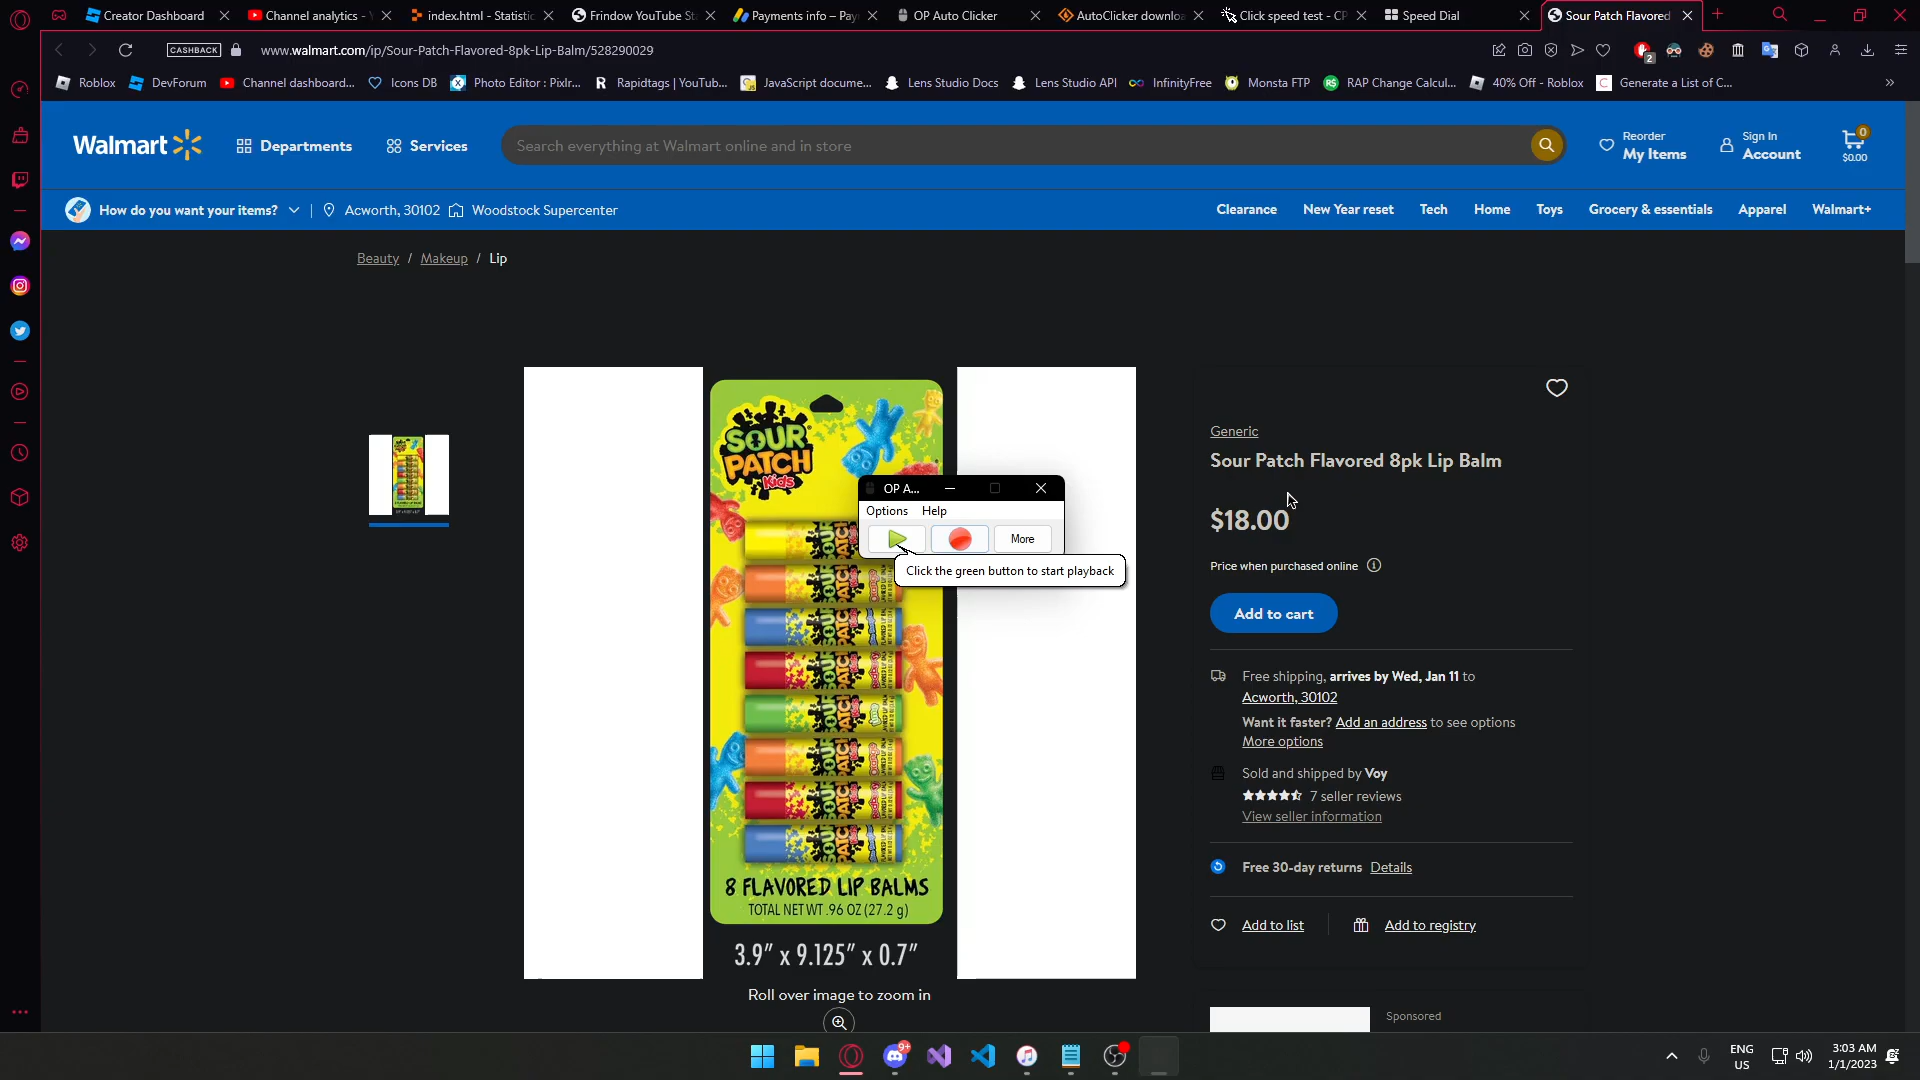 Creator Dashboard
Channel analytics - Y
index.html - Statistic
Frindow YouTube St
Payments info – Pay
OP Auto Clicker
AutoClicker downloa
Click speed test - CP
Speed Dial
Sour Patch Flavored
CASHBACK
www.walmart.com/ip/Sour-Patch-Flavored-8pk-Lip-Balm/528290029
2
Roblox
DevForum
Channel dashboard...
Icons DB
Photo Editor : Pixlr...
Rapidtags | YouTub...
JavaScript docume...
Lens Studio Docs
Lens Studio API
InfinityFree
Monsta FTP
RAP Change Calcul...
40% Off - Roblox
Generate a List of C...
Walmart
Departments
Services
Search everything at Walmart online and in store
Reorder
My Items
Sign In
Account
0
$0.00
How do you want your items?
Acworth, 30102
Woodstock Supercenter
Clearance
New Year reset
Tech
Home
Toys
Grocery & essentials
Apparel
Walmart+
Beauty / Makeup / Lip
SOUR
PATCH
Kids
8 FLAVORED LIP BALMS
TOTAL NET WT .96 OZ (27.2 g)
3.9" x 9.125" x 0.7"
Roll over image to zoom in
OP A...
Options Help
More
Click the green button to start playback
Generic
Sour Patch Flavored 8pk Lip Balm
$18.00
Price when purchased online
Add to cart
Free shipping, arrives by Wed, Jan 11 to
Acworth, 30102
Want it faster? Add an address to see options
More options
Sold and shipped by Voy
7 seller reviews
View seller information
Free 30-day returns Details
Add to list
Add to registry
Sponsored
9+
ENG
US
3:03 AM
1/1/2023